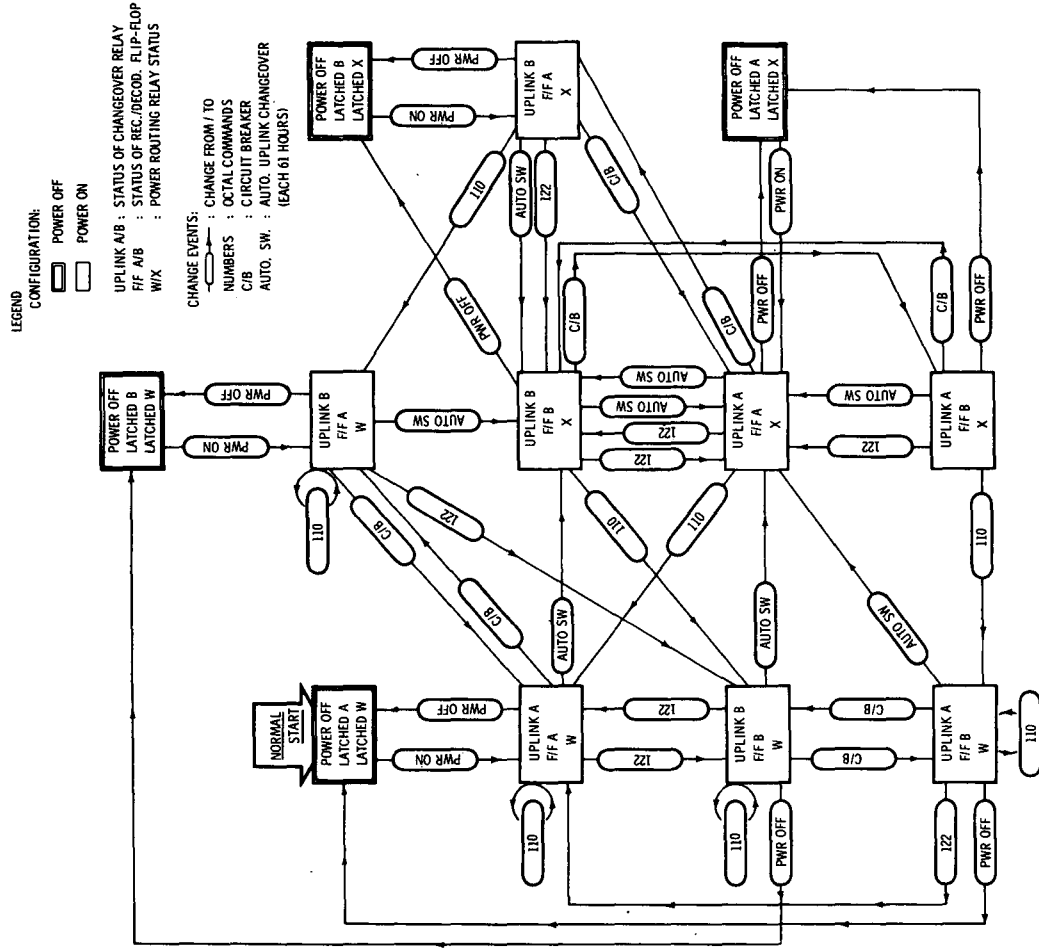 LEGEND
CONFIGURATION:
POWER OFF
POWER ON
UPLINK A/B : STATUS OF CHANGEOVER RELAY
F/F A/B : STATUS OF REC./DECOD. FLIP-FLOP
W/X : POWER ROUTING RELAY STATUS
CHANGE EVENTS:
: CHANGE FROM / TO
NUMBERS : OCTAL COMMANDS
C/B : CIRCUIT BREAKER
AUTO. SW. : AUTO. UPLINK CHANGEOVER
(EACH 61 HOURS)
POWER OFF
LATCHED B
LATCHED X
PWR ON
PWR OFF
UPLINK B
F/F A
X
110
AUTO SW
122
C/B
C/B
POWER OFF
LATCHED A
LATCHED X
PWR OFF
PWR ON
POWER OFF
LATCHED B
LATCHED W
PWR ON
PWR OFF
UPLINK B
F/F A
W
110
AUTO SW
PWR OFF
UPLINK B
F/F B
X
C/B
122
122
AUTO SW
AUTO SW
UPLINK A
F/F A
X
122
AUTO SW
UPLINK A
F/F B
X
C/B
PWR OFF
C/B
C/B
122
110
110
AUTO SW
AUTO SW
AUTO SW
110
NORMAL
START
POWER OFF
LATCHED A
LATCHED W
PWR ON
PWR OFF
UPLINK A
F/F A
W
110
122
122
UPLINK B
F/F B
W
110
PWR OFF
C/B
C/B
UPLINK A
F/F B
W
110
122
PWR OFF